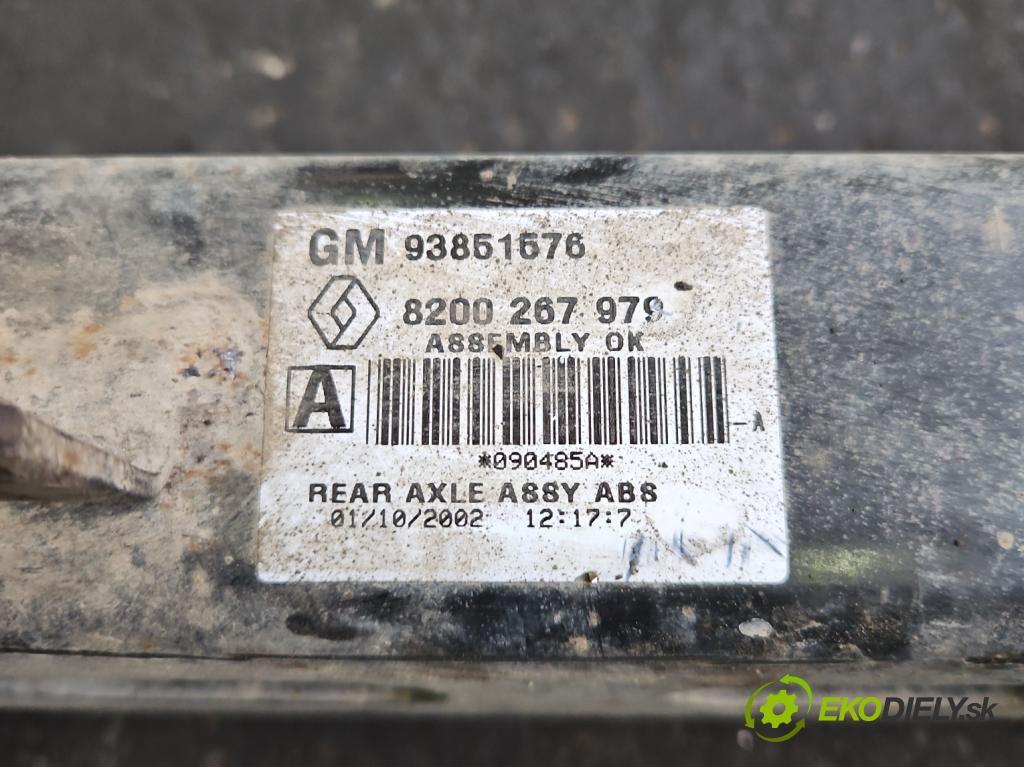 GM 93851576
8200 267 979
ASSEMBLY OK
A
-A
*090485A*
REAR AXLE ASSY ABS
01/10/2002 12:17:7
EKODIELY.sk